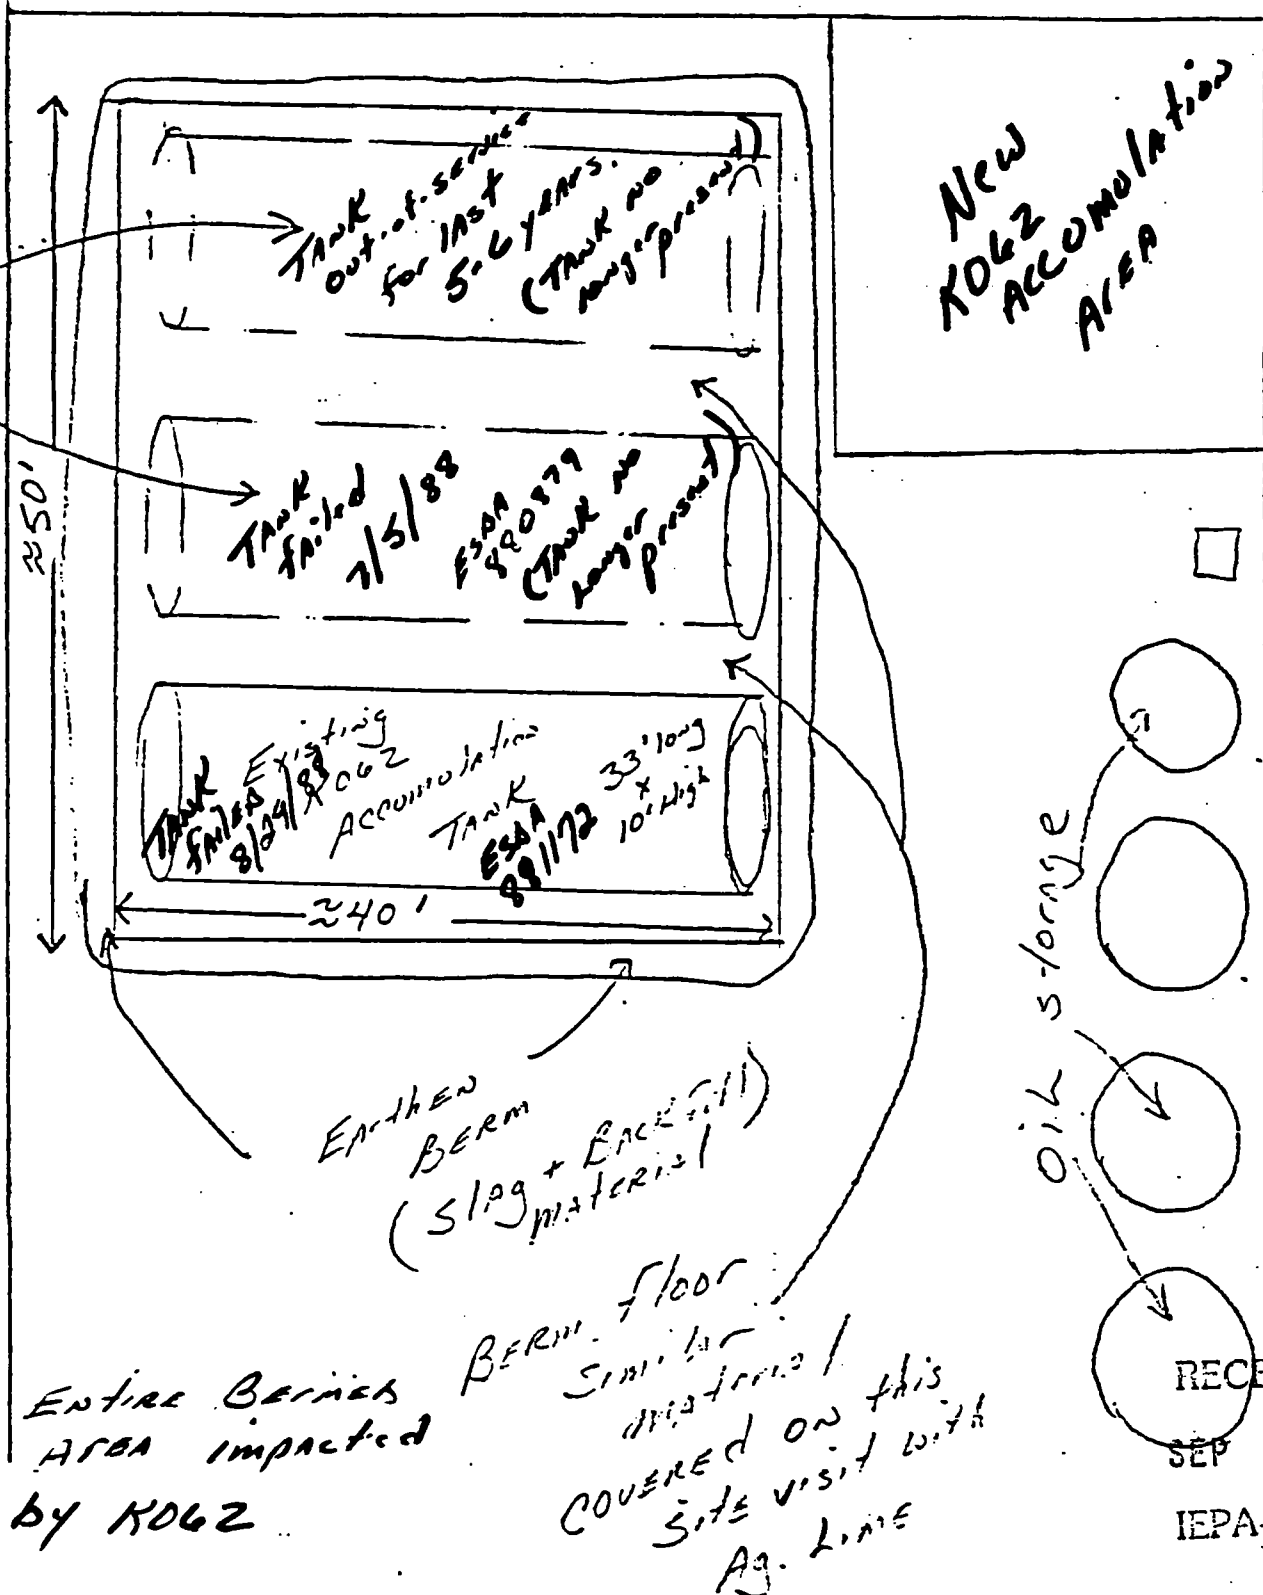 TANK
out-of-service
for last
5-6 years.
(TANK no
longer
present)
New
K062
Accomulation
Area
≈50'
TANK
failed
7/5/88
ESDA
880879
(TANK no
Longer
present)
Existing
K062
Accumulation
TANK
33' long
x
10' High
TANK
FAilED
8/29/88
ESDA
881172
≈40'
Earthen
BERM
(Slag + BackFill)
material
Oil storage
BERM Floor
Similar
material
COVERED ON this
Site visit with
Ag. Lime
Entire Bermed
Area impacted
by K062
RECE
SEP
IEPA-